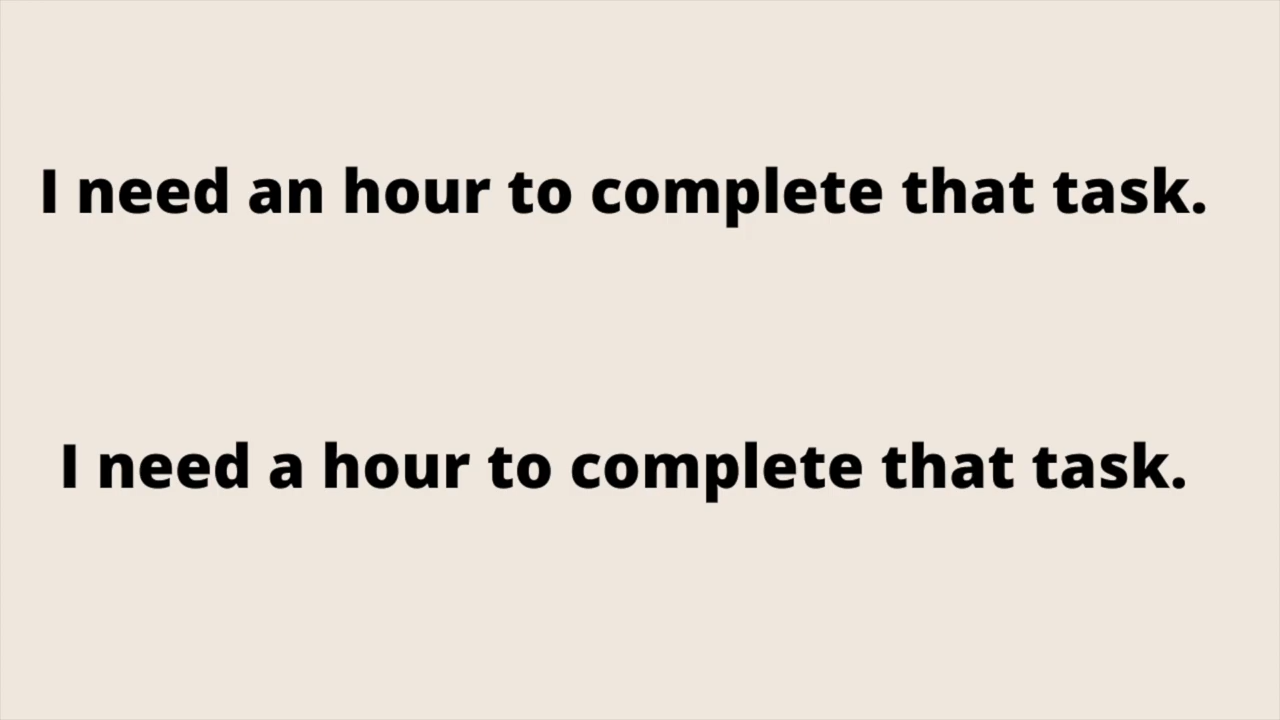 I need an hour to complete that task.
I need a hour to complete that task.